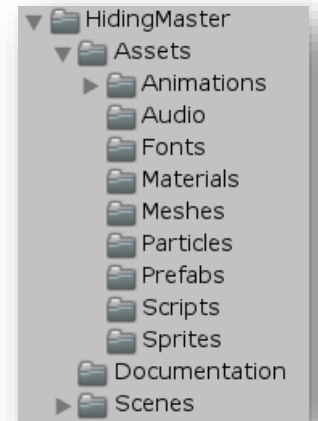 HidingMaster
Assets
Animations
Audio
Fonts
Materials
Meshes
Particles
Prefabs
Scripts
Sprites
Documentation
Scenes